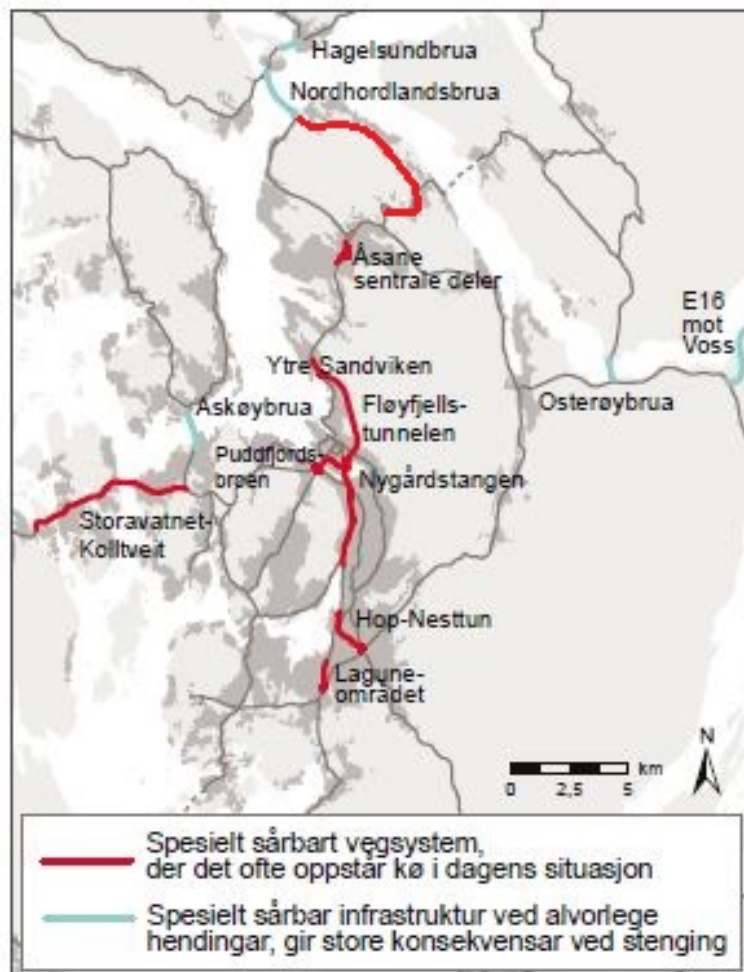 Hagelsundbrua
Nordhordlandsbrua
Åsane
sentrale deler
E16
mot
Voss
Ytre Sandviken
Askøybrua
Fløyfjells-
tunnelen
Osterøybrua
Puddfjords-
brøen
Nygårdstangen
Storavatnet-
Kolltveit
Hop-Nesttun
Lagune-
området
N
km
0 2,5 5
Spesielt sårbart vegsystem,
der det ofte oppstår kø i dagens situasjon
Spesielt sårbar infrastruktur ved alvorlege
hendingar, gir store konsekvensar ved stenging